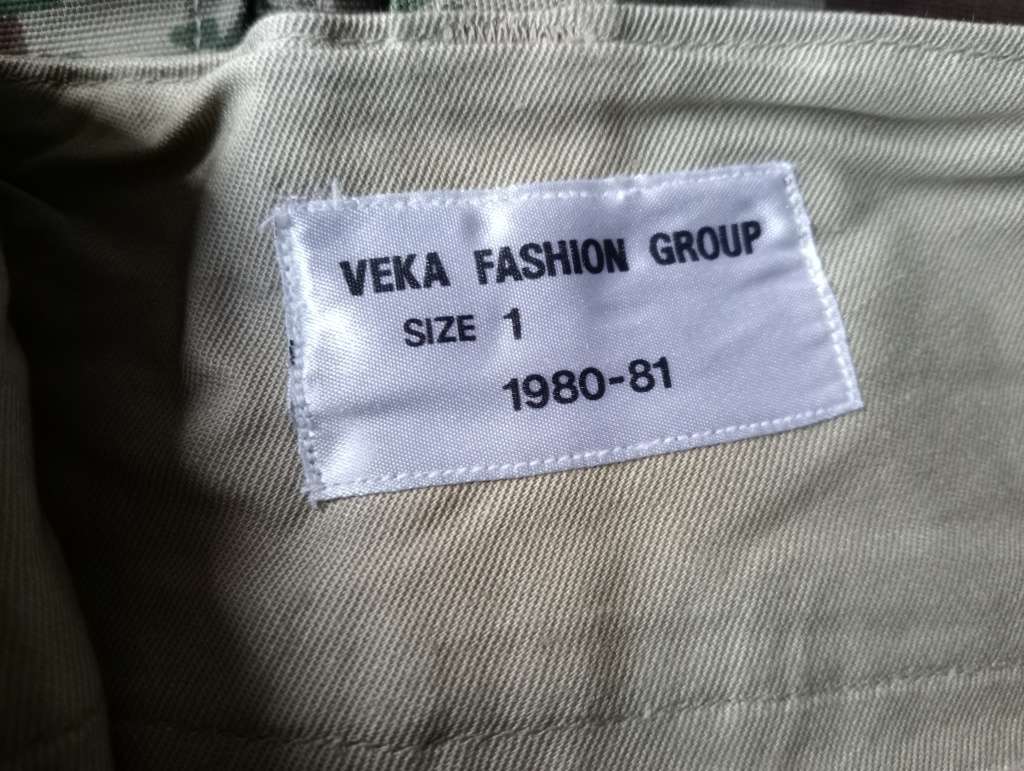 VEKA FASHION GROUP
SIZE 1
1980-81